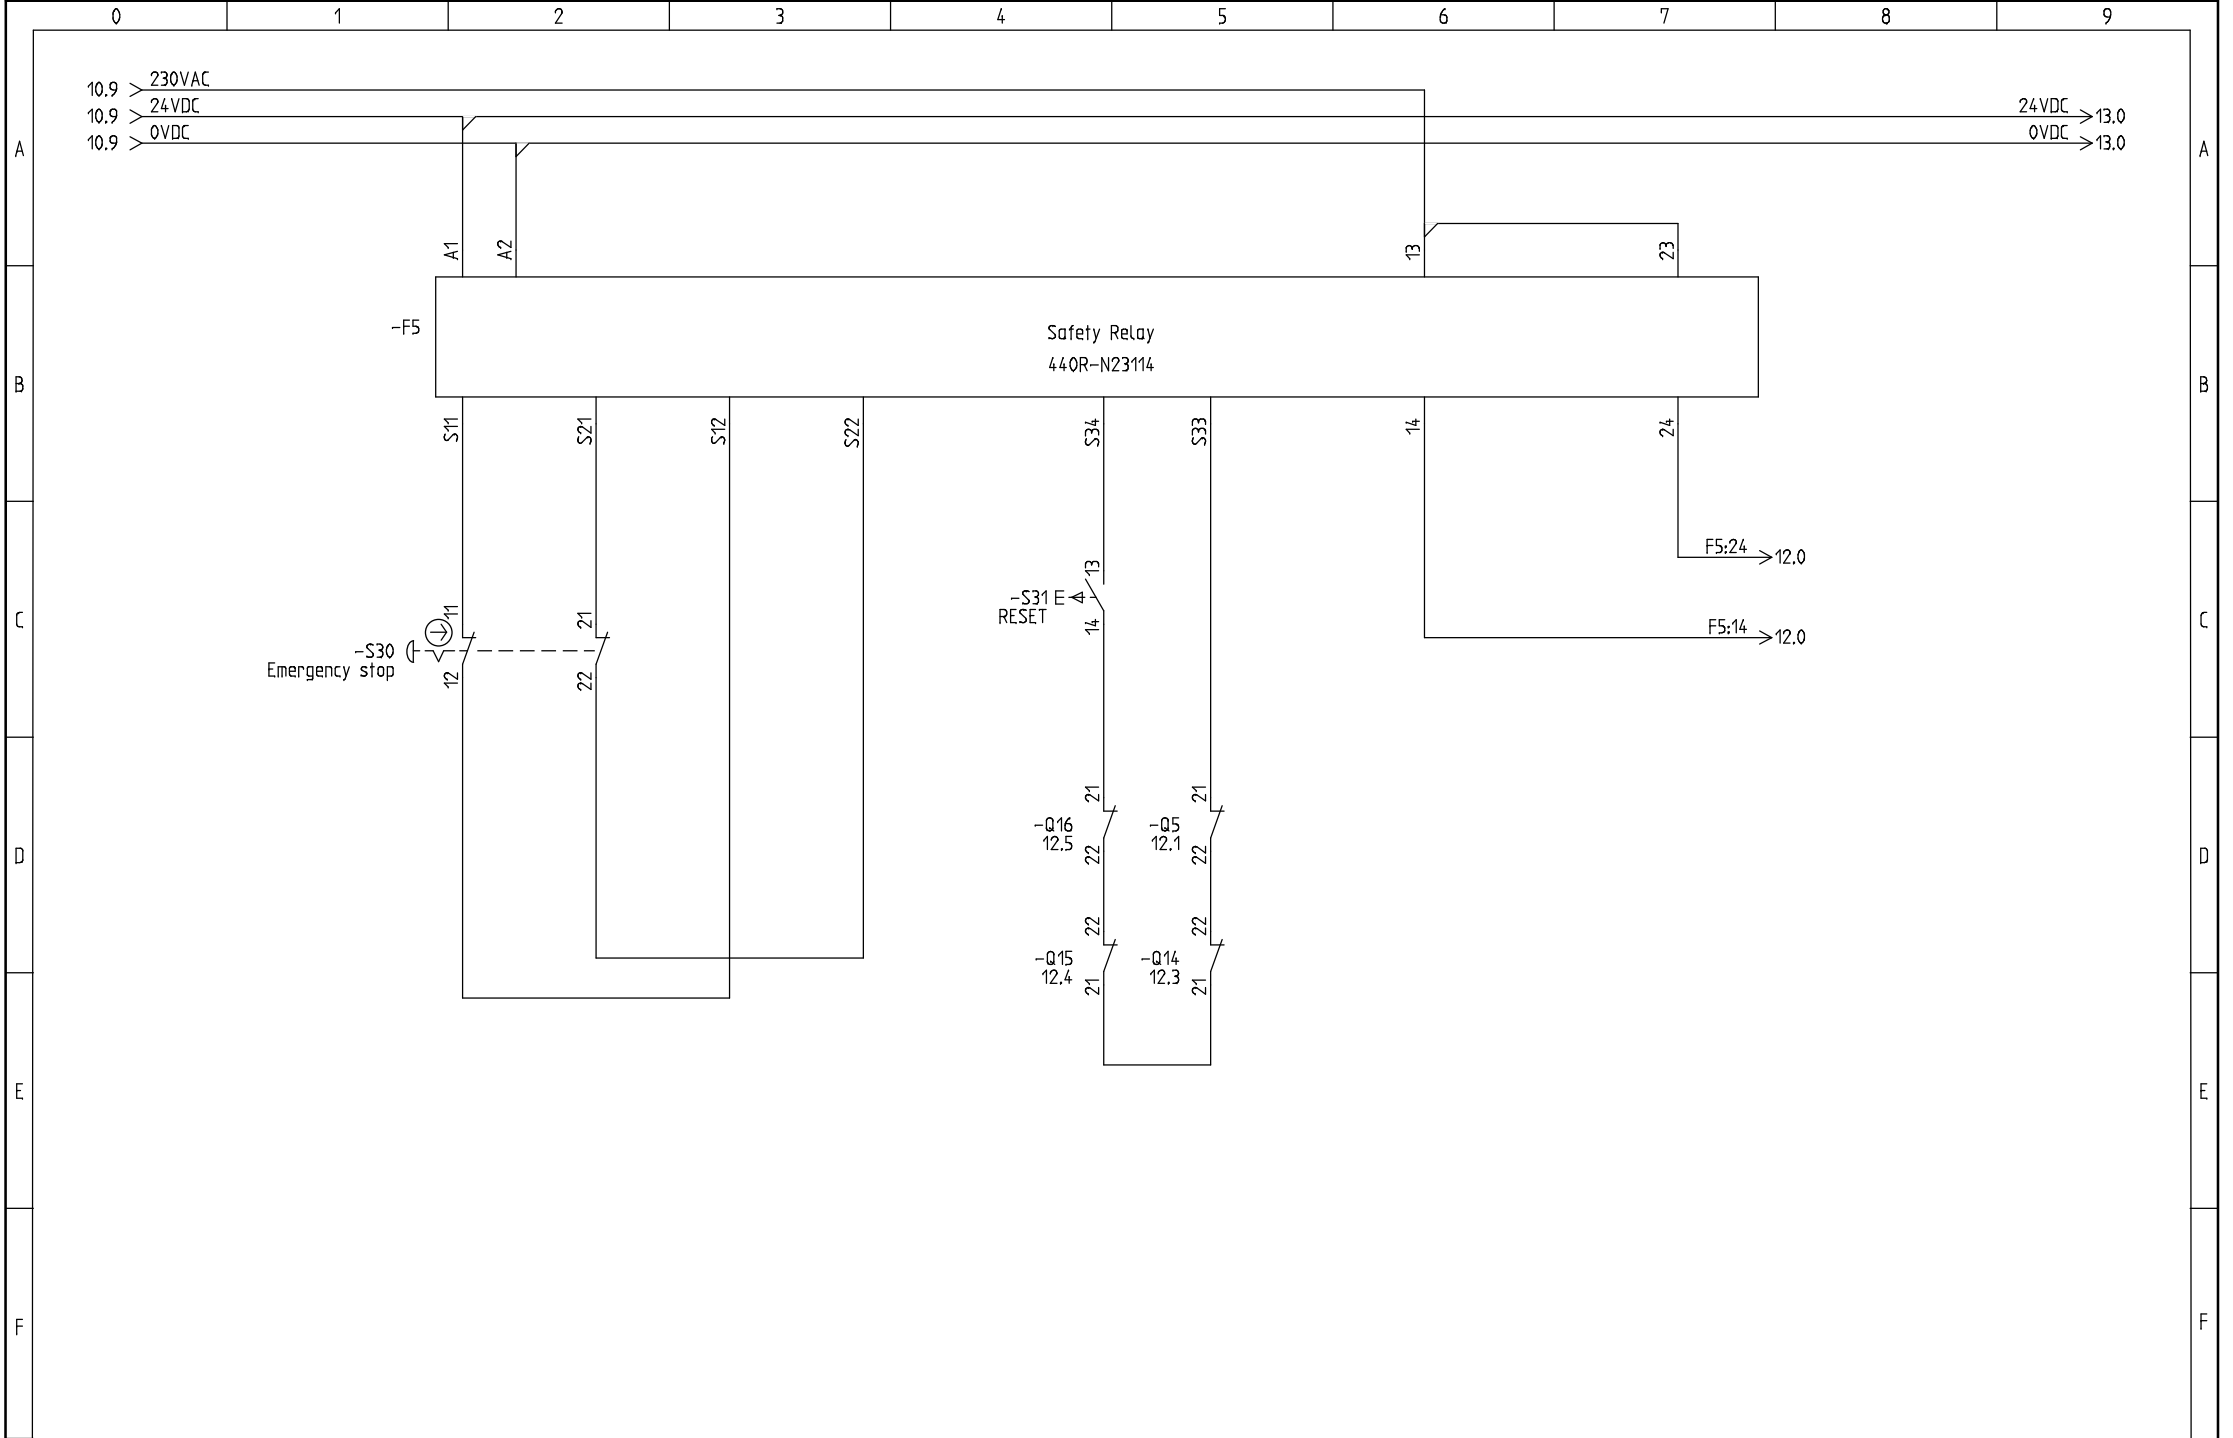 0 1 2 3 4 5 6 7 8 9
10.9 230VAC
10.9 24VDC 24VDC 13.0
10.9 0VDC 0VDC 13.0
A A
A1 A2 13 23
-F5
Safety Relay
440R-N23114
B B
S11 S21 S12 S22 S34 S33 14 24
F5:24 12.0
13
-S31
RESET
14
F5:14 12.0
C C
11 21
-S30
Emergency stop
12 22
21 21
-Q16 -Q5
12.5 12.1
22 22
D D
22 22
-Q15 -Q14
12.4 12.3
21 21
E E
F F